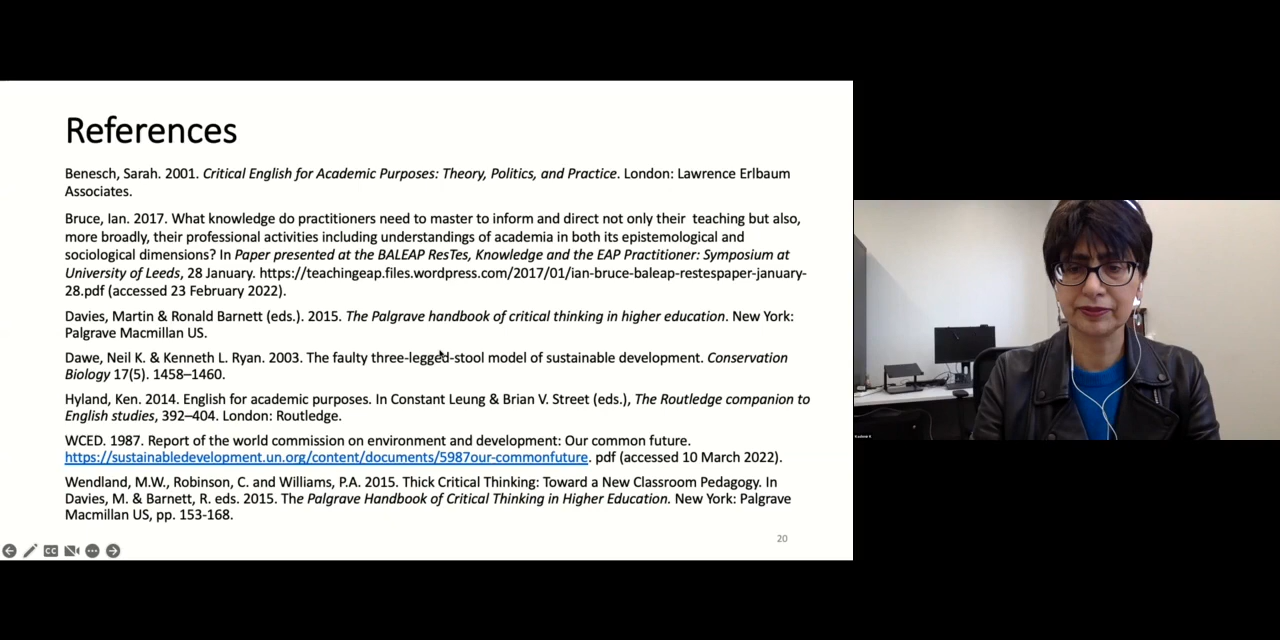 References
Benesch, Sarah. 2001. Critical English for Academic Purposes: Theory, Politics, and Practice. London: Lawrence Erlbaum
Associates.
Bruce, Ian. 2017. What knowledge do practitioners need to master to inform and direct not only their  teaching but also,
more broadly, their professional activities including understandings of academia in both its epistemological and
sociological dimensions? In Paper presented at the BALEAP ResTes, Knowledge and the EAP Practitioner: Symposium at
University of Leeds, 28 January. https://teachingeap.files.wordpress.com/2017/01/ian-bruce-baleap-restespaper-january-
28.pdf (accessed 23 February 2022).
Davies, Martin & Ronald Barnett (eds.). 2015. The Palgrave handbook of critical thinking in higher education. New York:
Palgrave Macmillan US.
Dawe, Neil K. & Kenneth L. Ryan. 2003. The faulty three-legged-stool model of sustainable development. Conservation
Biology 17(5). 1458–1460.
Hyland, Ken. 2014. English for academic purposes. In Constant Leung & Brian V. Street (eds.), The Routledge companion to
English studies, 392–404. London: Routledge.
WCED. 1987. Report of the world commission on environment and development: Our common future.
https://sustainabledevelopment.un.org/content/documents/5987our-commonfuture. pdf (accessed 10 March 2022).
Wendland, M.W., Robinson, C. and Williams, P.A. 2015. Thick Critical Thinking: Toward a New Classroom Pedagogy. In
Davies, M. & Barnett, R. eds. 2015. The Palgrave Handbook of Critical Thinking in Higher Education. New York: Palgrave
Macmillan US, pp. 153-168.
20
CC